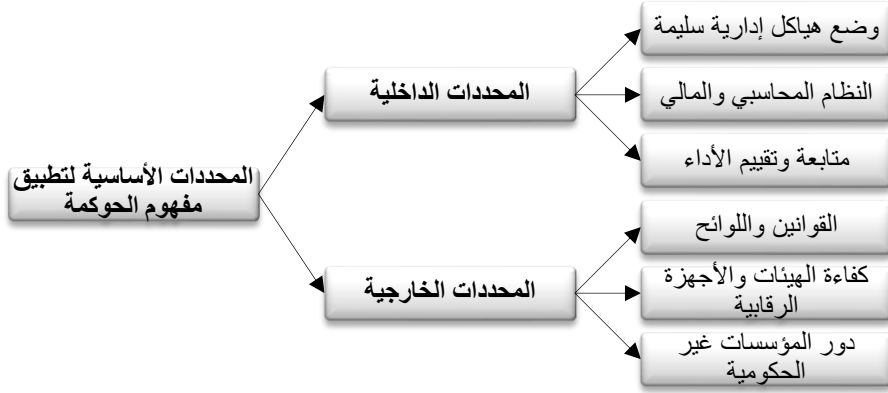 المحددات الأساسية لتطبيق
مفهوم الحوكمة
المحددات الداخلية
وضع هياكل إدارية سليمة
النظام المحاسبي والمالي
متابعة وتقييم الأداء
المحددات الخارجية
القوانين واللوائح
كفاءة الهيئات والأجهزة
الرقابية
دور المؤسسات غير
الحكومية